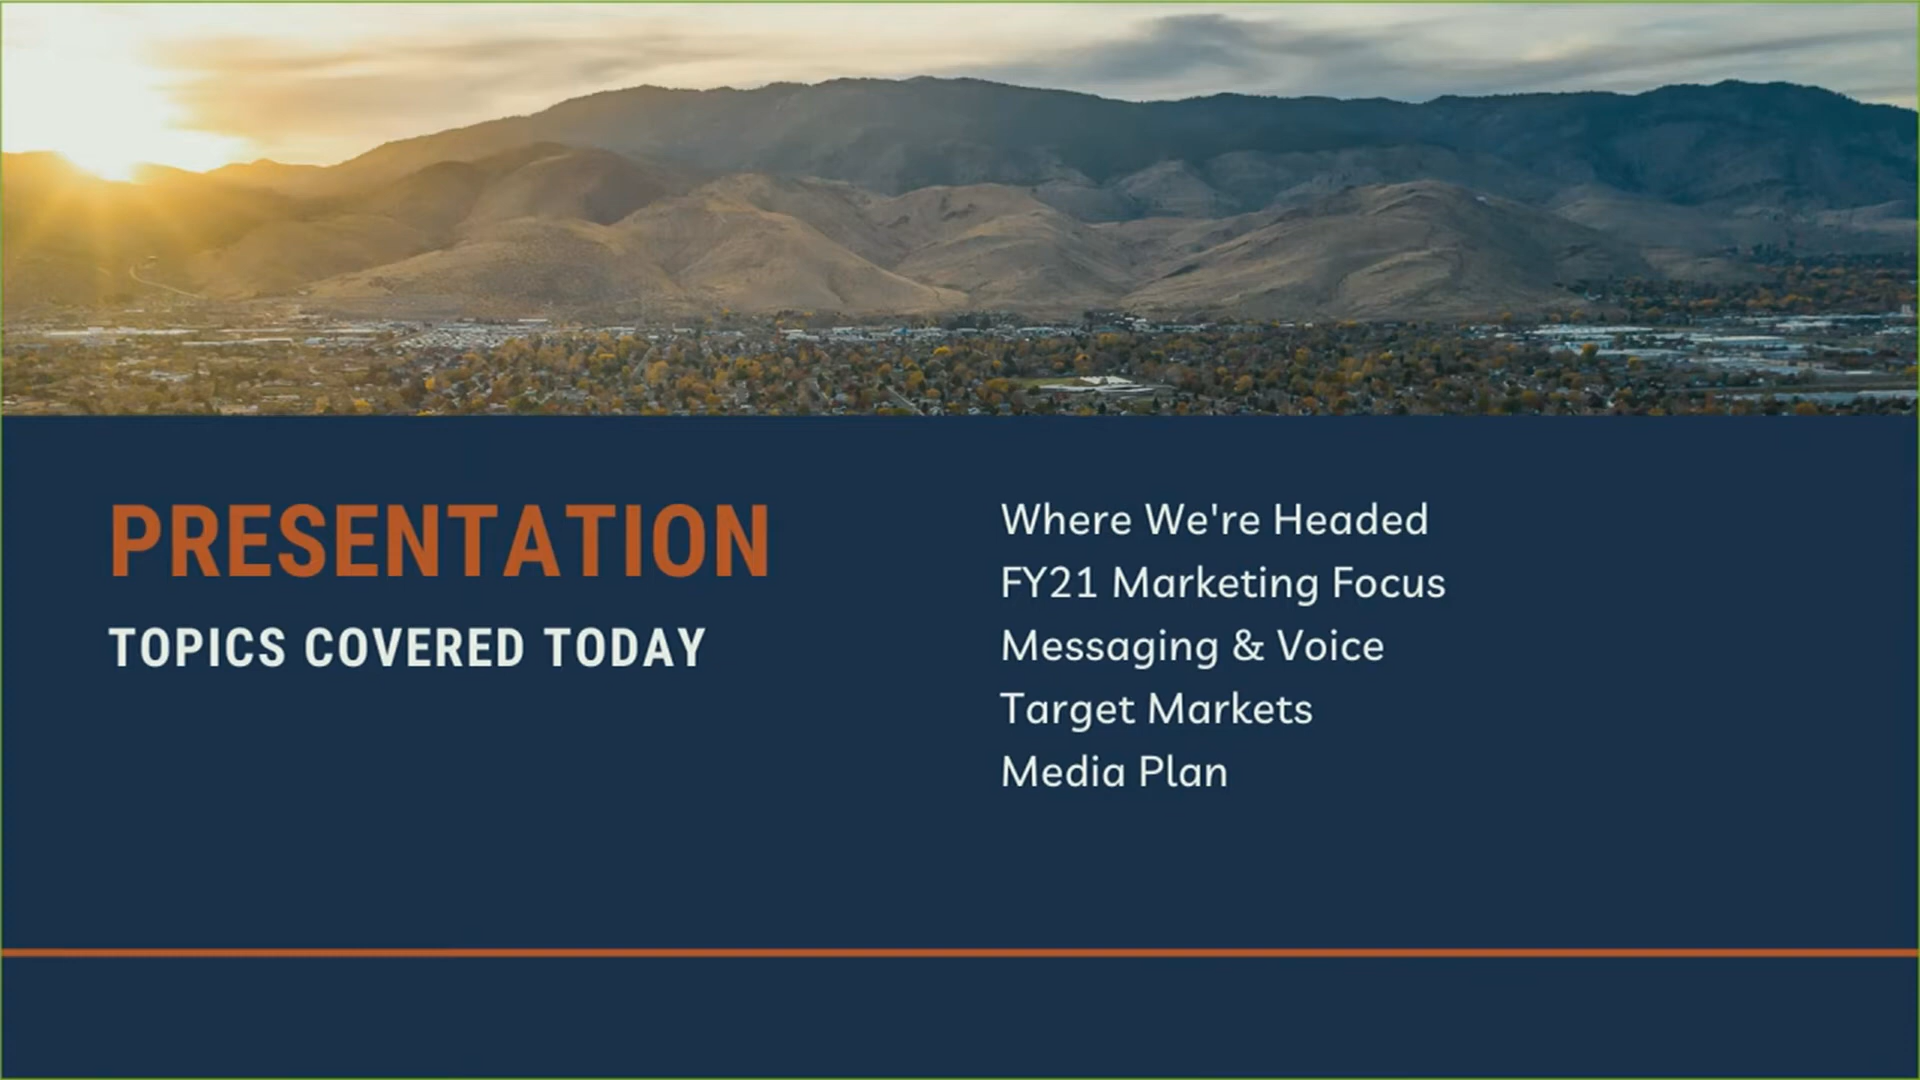 PRESENTATION
TOPICS COVERED TODAY
Where We're Headed
FY21 Marketing Focus
Messaging & Voice
Target Markets
Media Plan